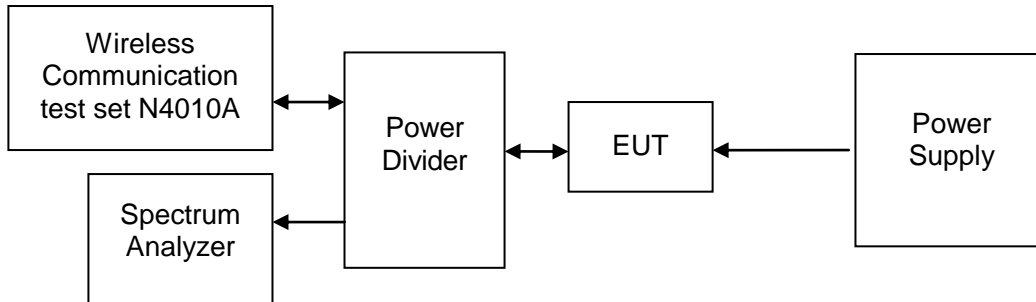 Wireless
Communication
test set N4010A
Power
Divider
EUT
Power
Supply
Spectrum
Analyzer